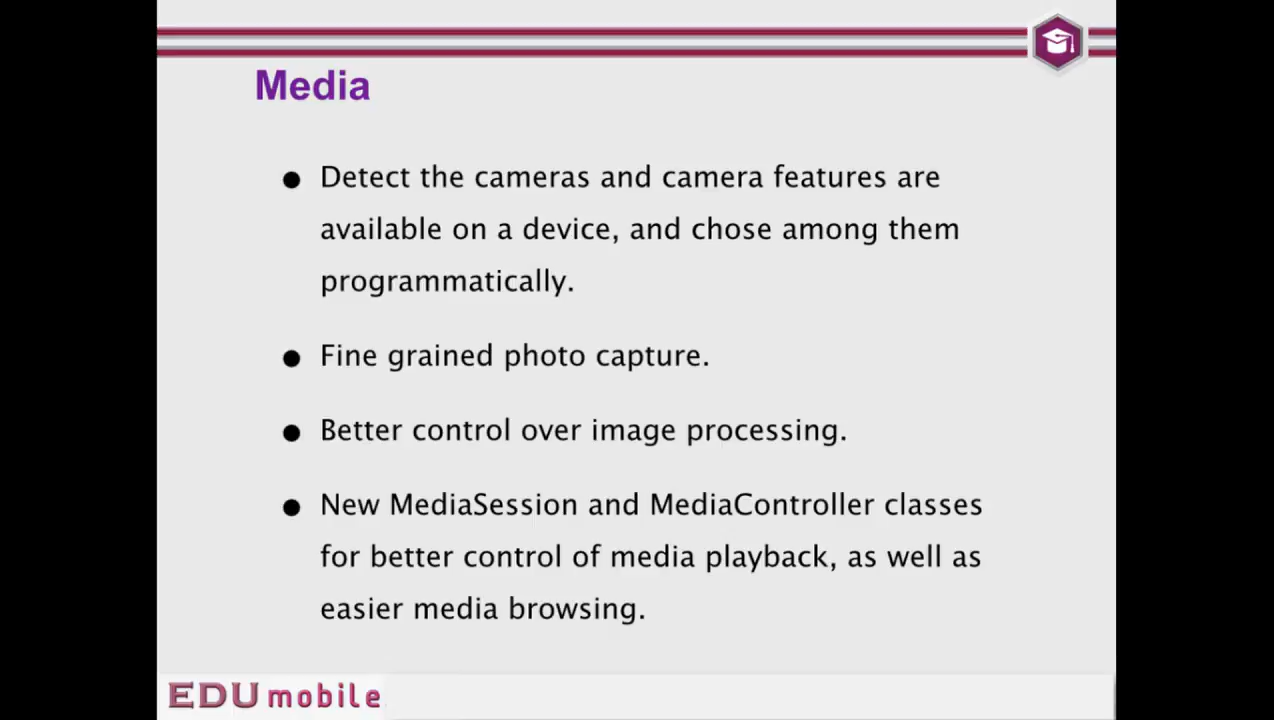 Media
● Detect the cameras and camera features are
available on a device, and chose among them
programmatically.
● Fine grained photo capture.
● Better control over image processing.
● New MediaSession and MediaController classes
for better control of media playback, as well as
easier media browsing.
EDUmobile